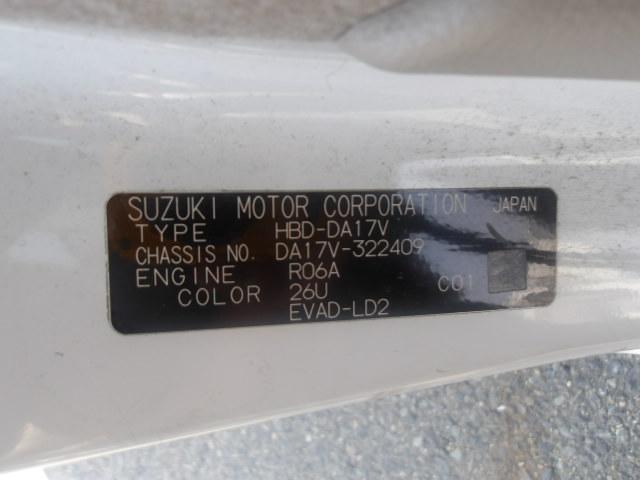 SUZUKI MOTOR CORPORATION JAPAN
TYPE HBD-DA17V
CHASSIS NO. DA17V-322409
ENGINE R06A C01
COLOR 26U
EVAD-LD2